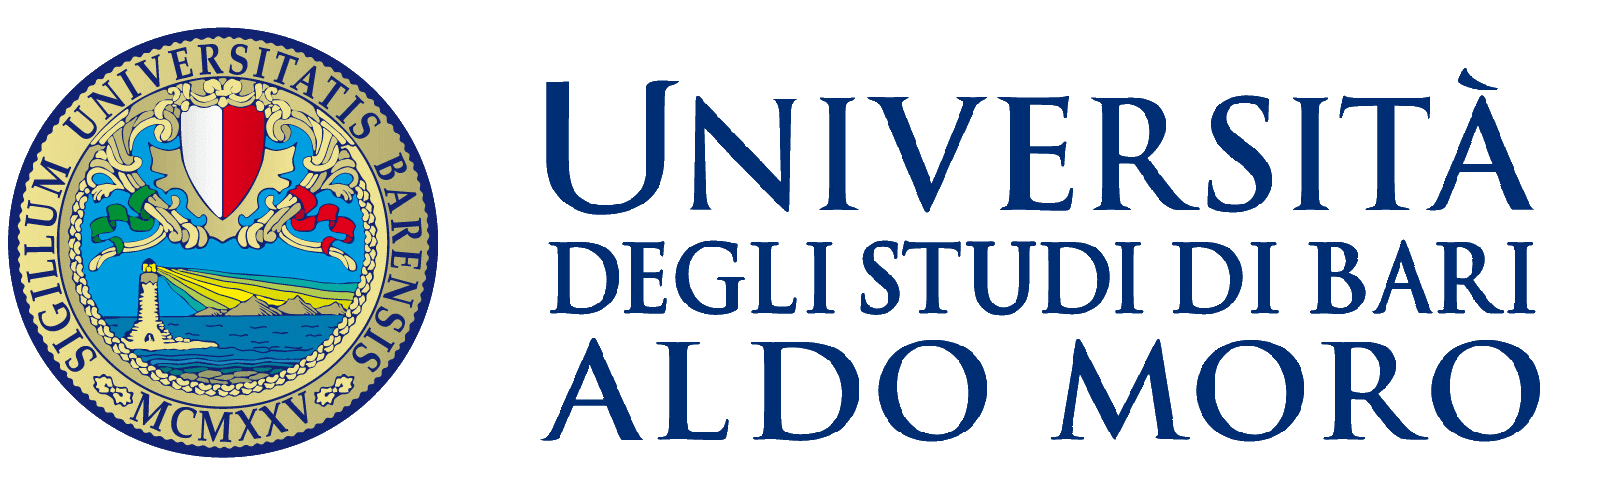 SIGILLUM UNIVERSITATIS BARENSIS
MCMXXV
UNIVERSITÀ
DEGLI STUDI DI BARI
ALDO MORO